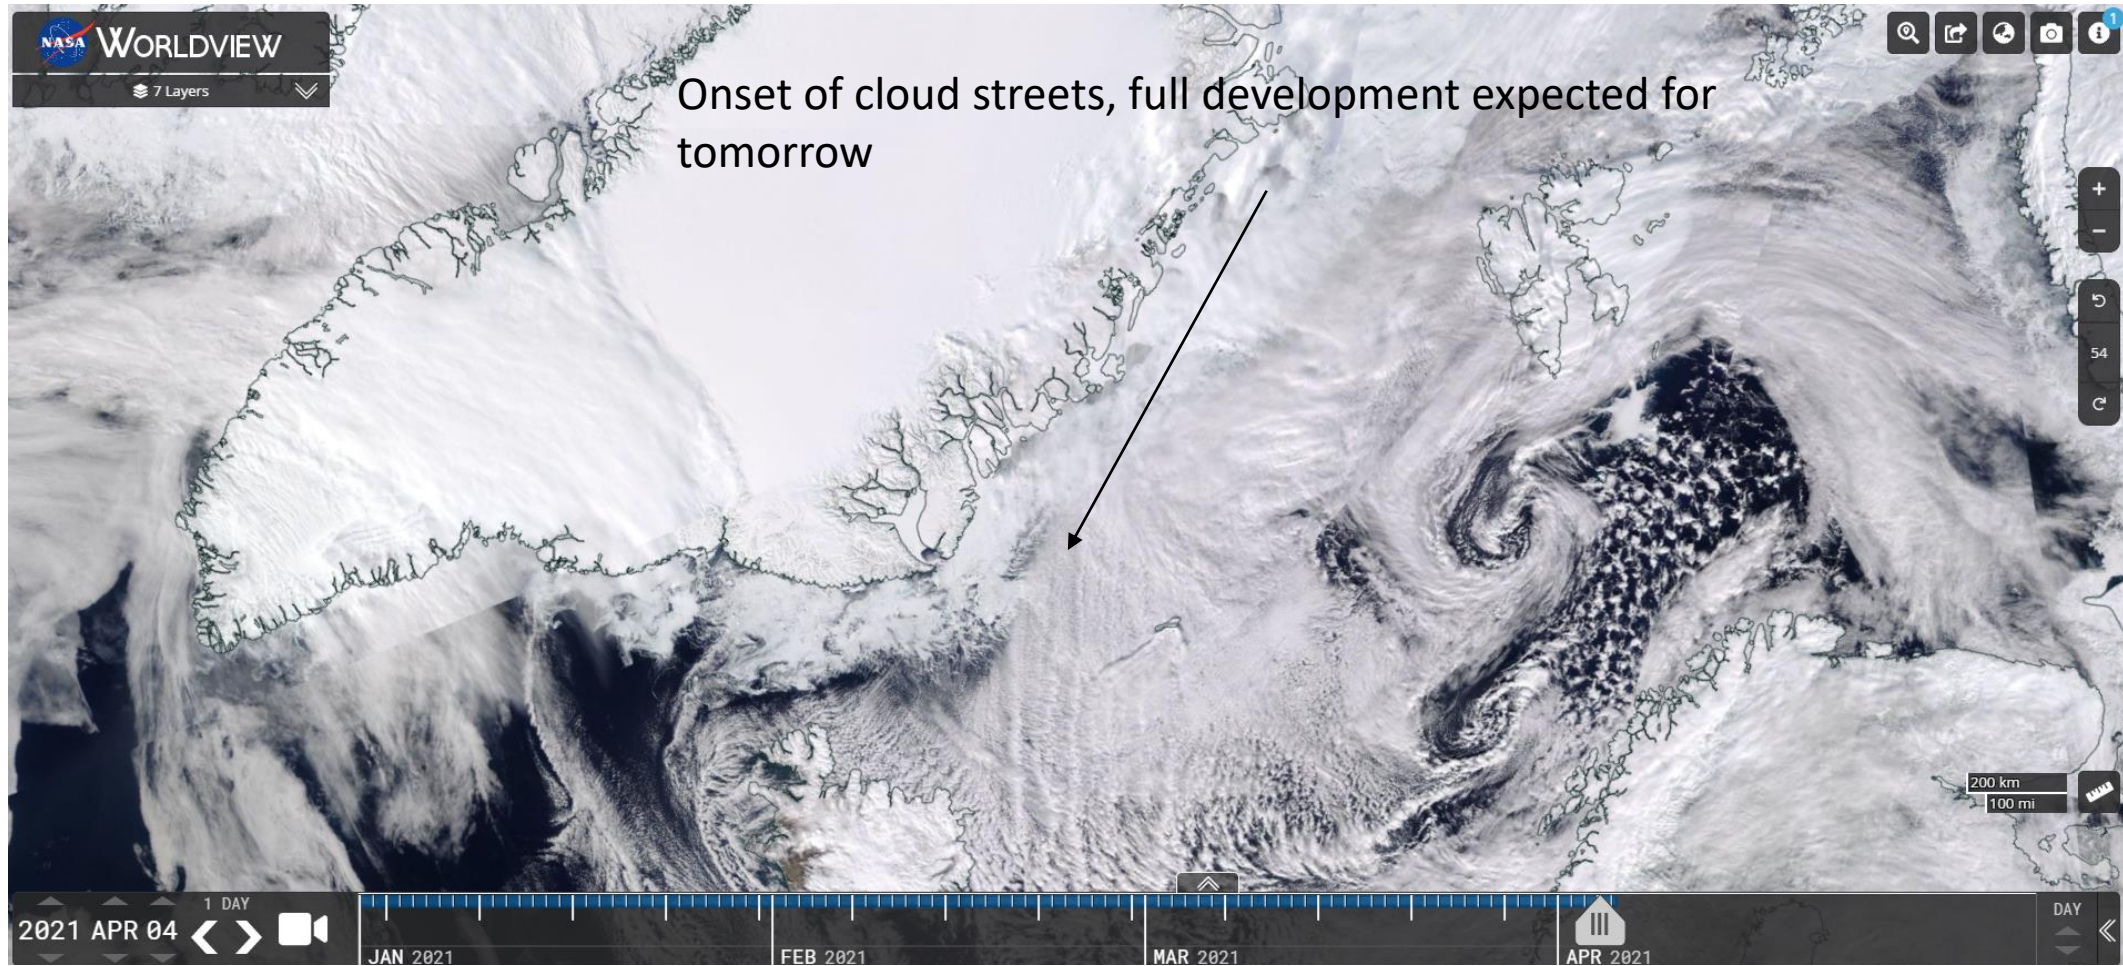 NASA WORLDVIEW
7 Layers
1
Onset of cloud streets, full development expected for
tomorrow
+
−
54
200 km
100 mi
1 DAY
2021 APR 04
JAN 2021
FEB 2021
MAR 2021
APR 2021
DAY